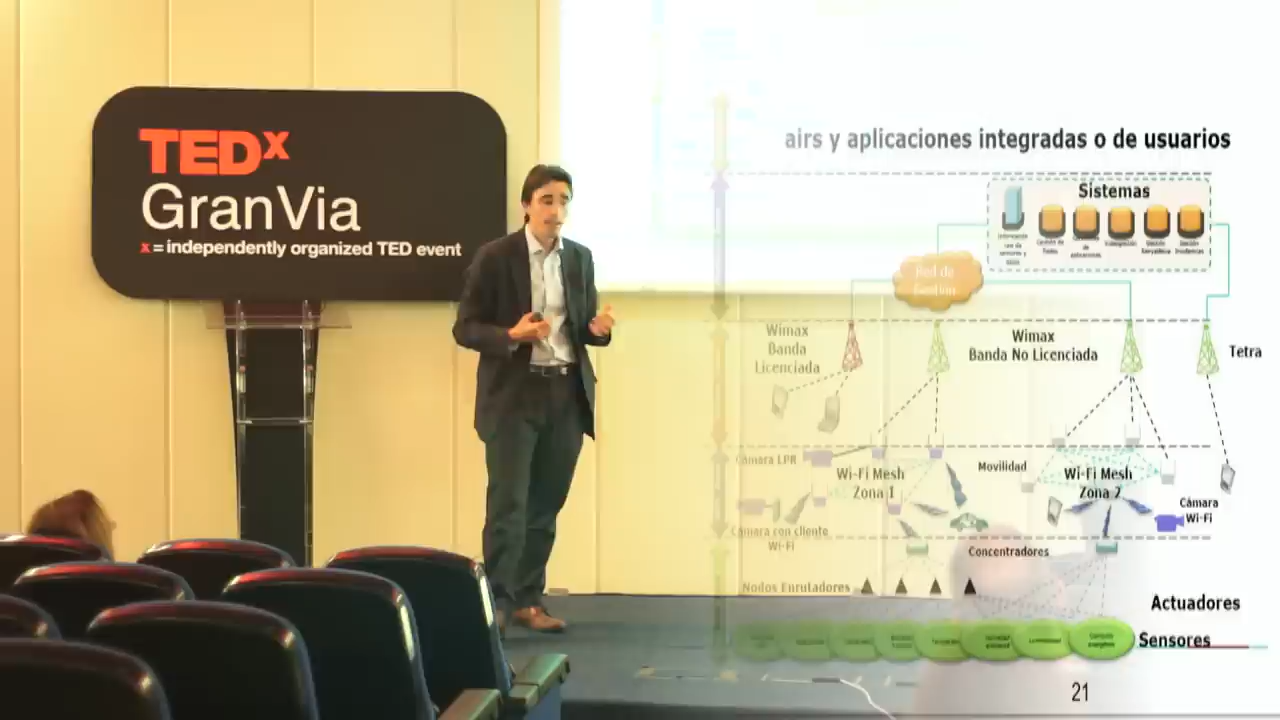 TEDx
GranVia
x = independently organized TED event
airs y aplicaciones integradas o de usuarios
Sistemas
Red de
Gestión
Wimax
Banda
Licenciada
Wimax
Banda No Licenciada
Tetra
Cámara LPR
Wi-Fi Mesh
Zona 1
Movilidad
Wi-Fi Mesh
Zona 2
Cámara
Wi-Fi
Cámara con cliente
Wi-Fi
Concentradores
Nodos Enrutadores
Actuadores
Sensores
21